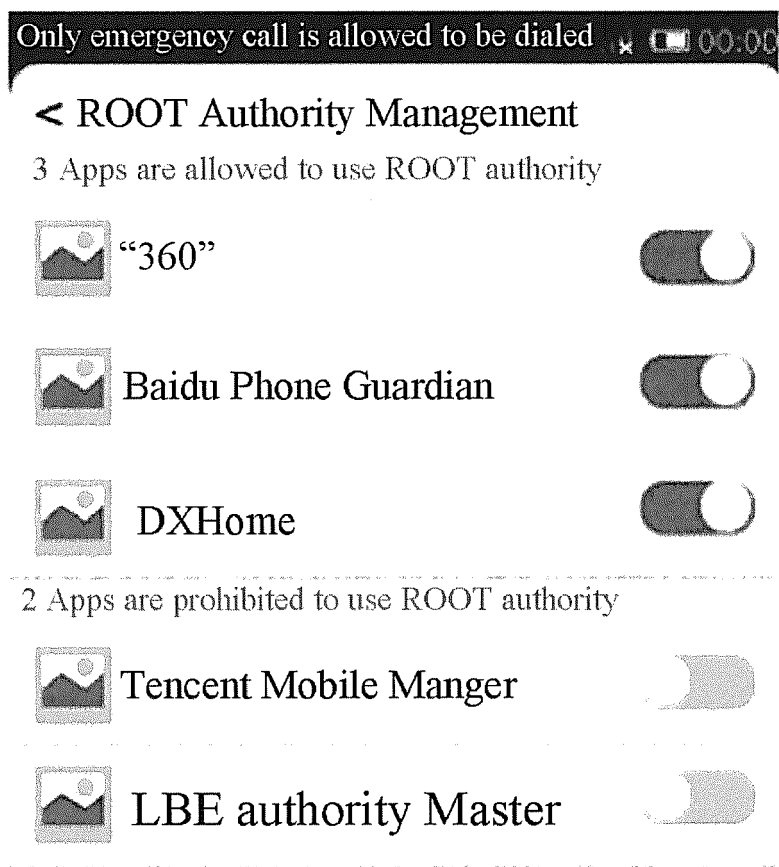 Only emergency call is allowed to be dialed 00:00
< ROOT Authority Management
3 Apps are allowed to use ROOT authority
“360”
Baidu Phone Guardian
DXHome
2 Apps are prohibited to use ROOT authority
Tencent Mobile Manger
LBE authority Master